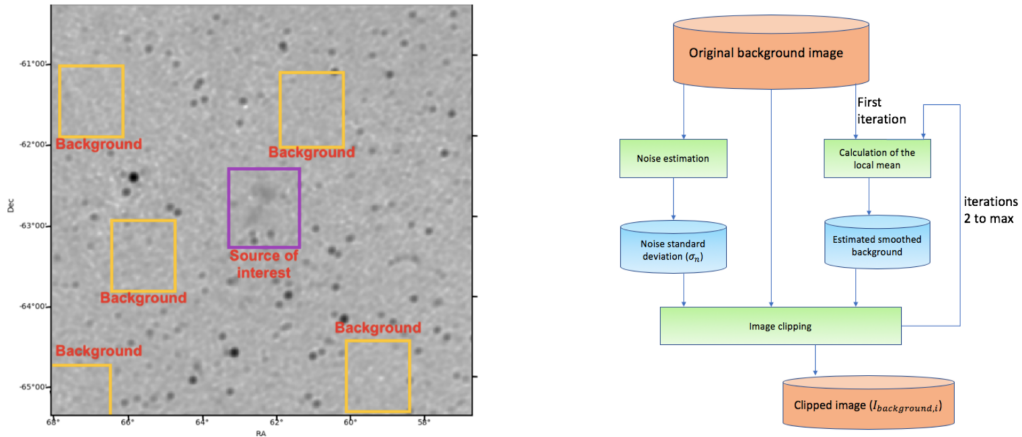 -61°00'
-62°00'
-63°00'
-64°00'
-65°00'
Dec
68°
66°
64°
62°
60°
58°
RA
Background
Background
Source of
interest
Background
Background
Background
Original background image
First
iteration
Noise estimation
Calculation of the
local mean
iterations
2 to max
Noise standard
deviation (σₙ)
Estimated smoothed
background
Image clipping
Clipped image (I_background,i)